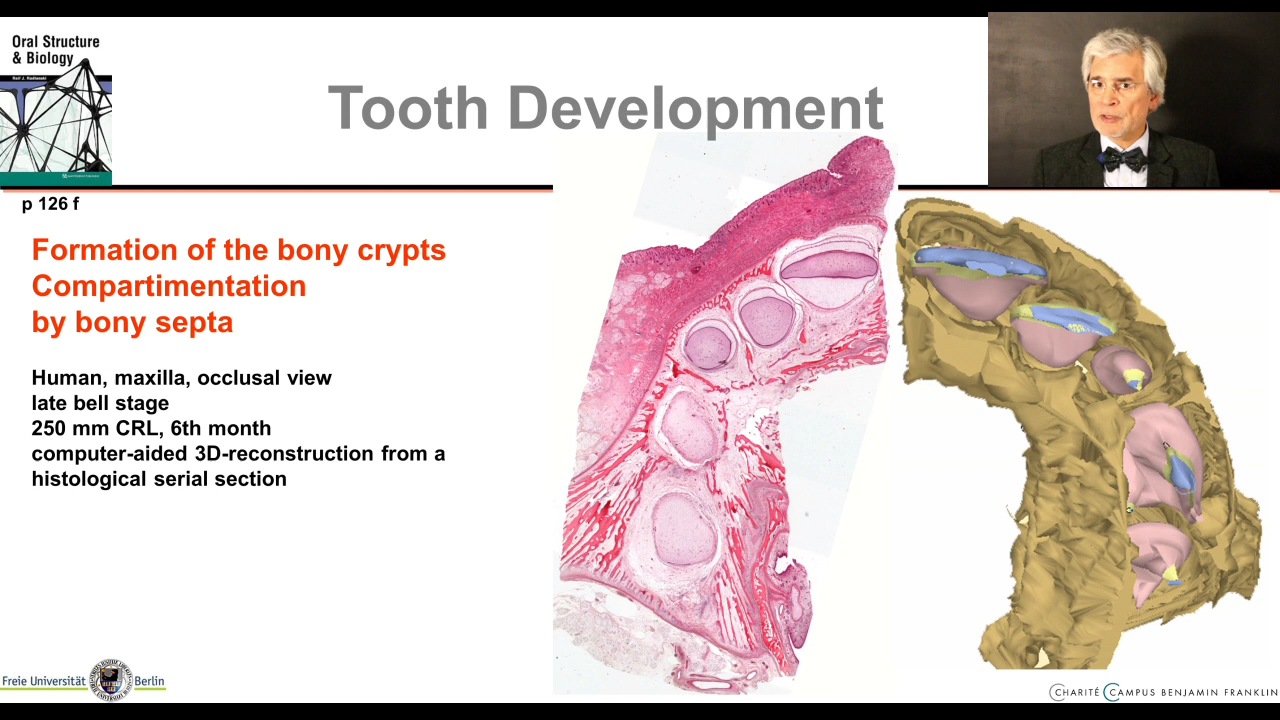 Oral Structure
& Biology
Ralf J. Radlanski
Tooth Development
p 126 f
Formation of the bony crypts
Compartimentation
by bony septa
Human, maxilla, occlusal view
late bell stage
250 mm CRL, 6th month
computer-aided 3D-reconstruction from a
histological serial section
Freie Universität Berlin
CHARITÉ CAMPUS BENJAMIN FRANKLIN